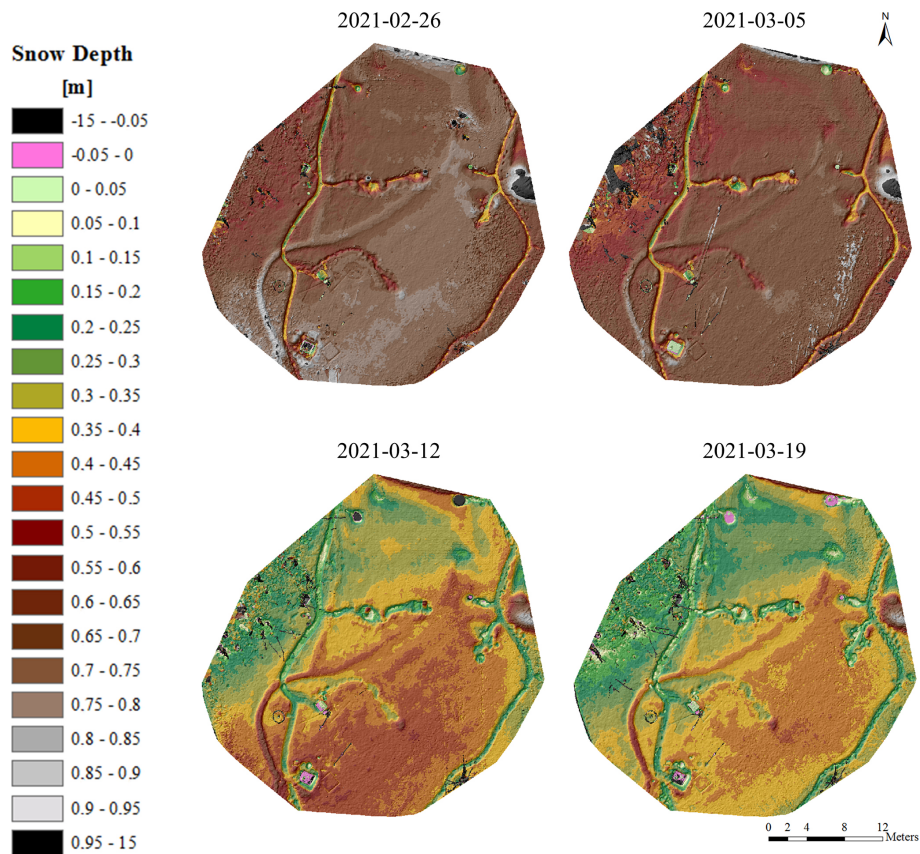 2021-02-26
2021-03-05
N
Snow Depth
[m]
-15 - -0.05
-0.05 - 0
0 - 0.05
0.05 - 0.1
0.1 - 0.15
0.15 - 0.2
0.2 - 0.25
0.25 - 0.3
0.3 - 0.35
0.35 - 0.4
0.4 - 0.45
0.45 - 0.5
0.5 - 0.55
0.55 - 0.6
0.6 - 0.65
0.65 - 0.7
0.7 - 0.75
0.75 - 0.8
0.8 - 0.85
0.85 - 0.9
0.9 - 0.95
0.95 - 15
2021-03-12
2021-03-19
0 2 4 8 12
Meters